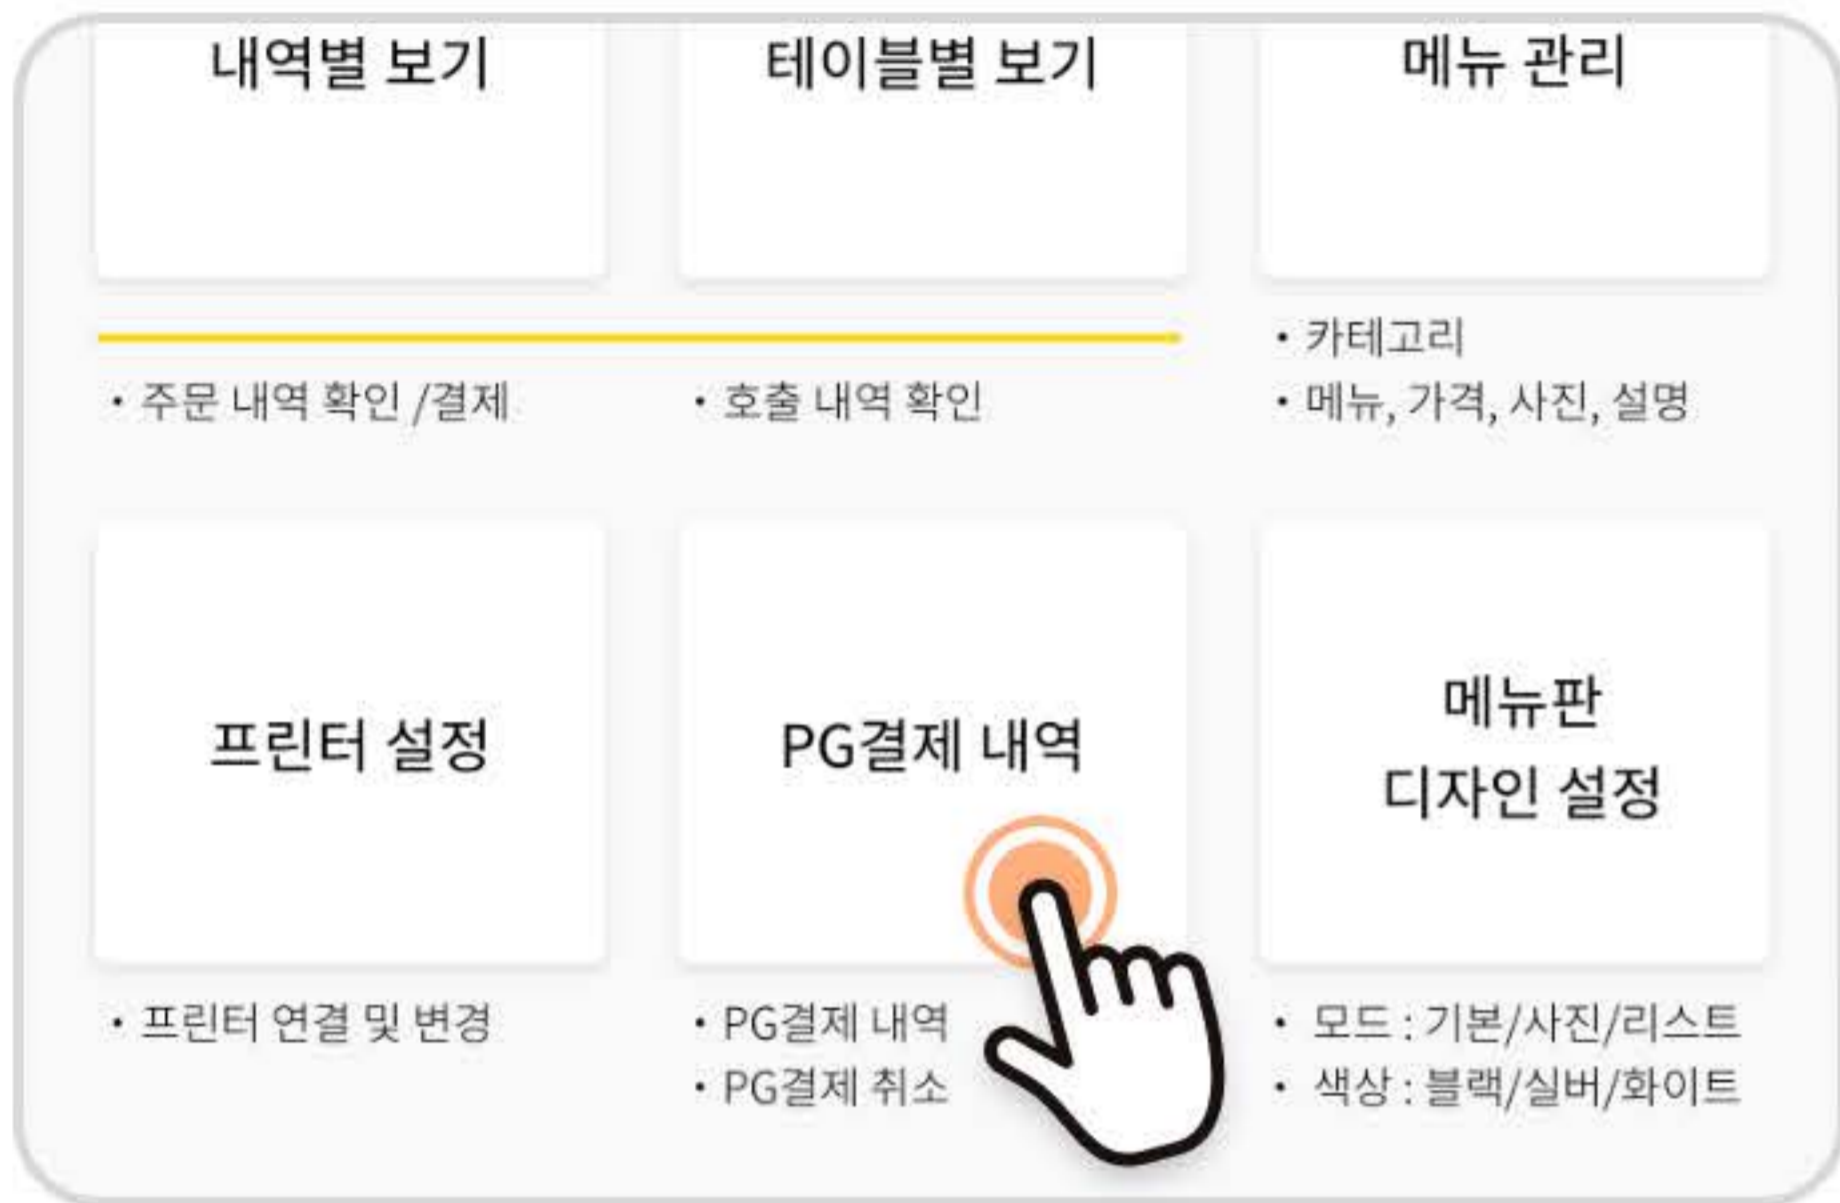 내역별 보기
테이블별 보기
메뉴 관리
· 주문 내역 확인 /결제
· 호출 내역 확인
· 카테고리
· 메뉴, 가격, 사진, 설명
프린터 설정
PG결제 내역
메뉴판
디자인 설정
· 프린터 연결 및 변경
· PG결제 내역
· PG결제 취소
· 모드 : 기본/사진/리스트
· 색상 : 블랙/실버/화이트